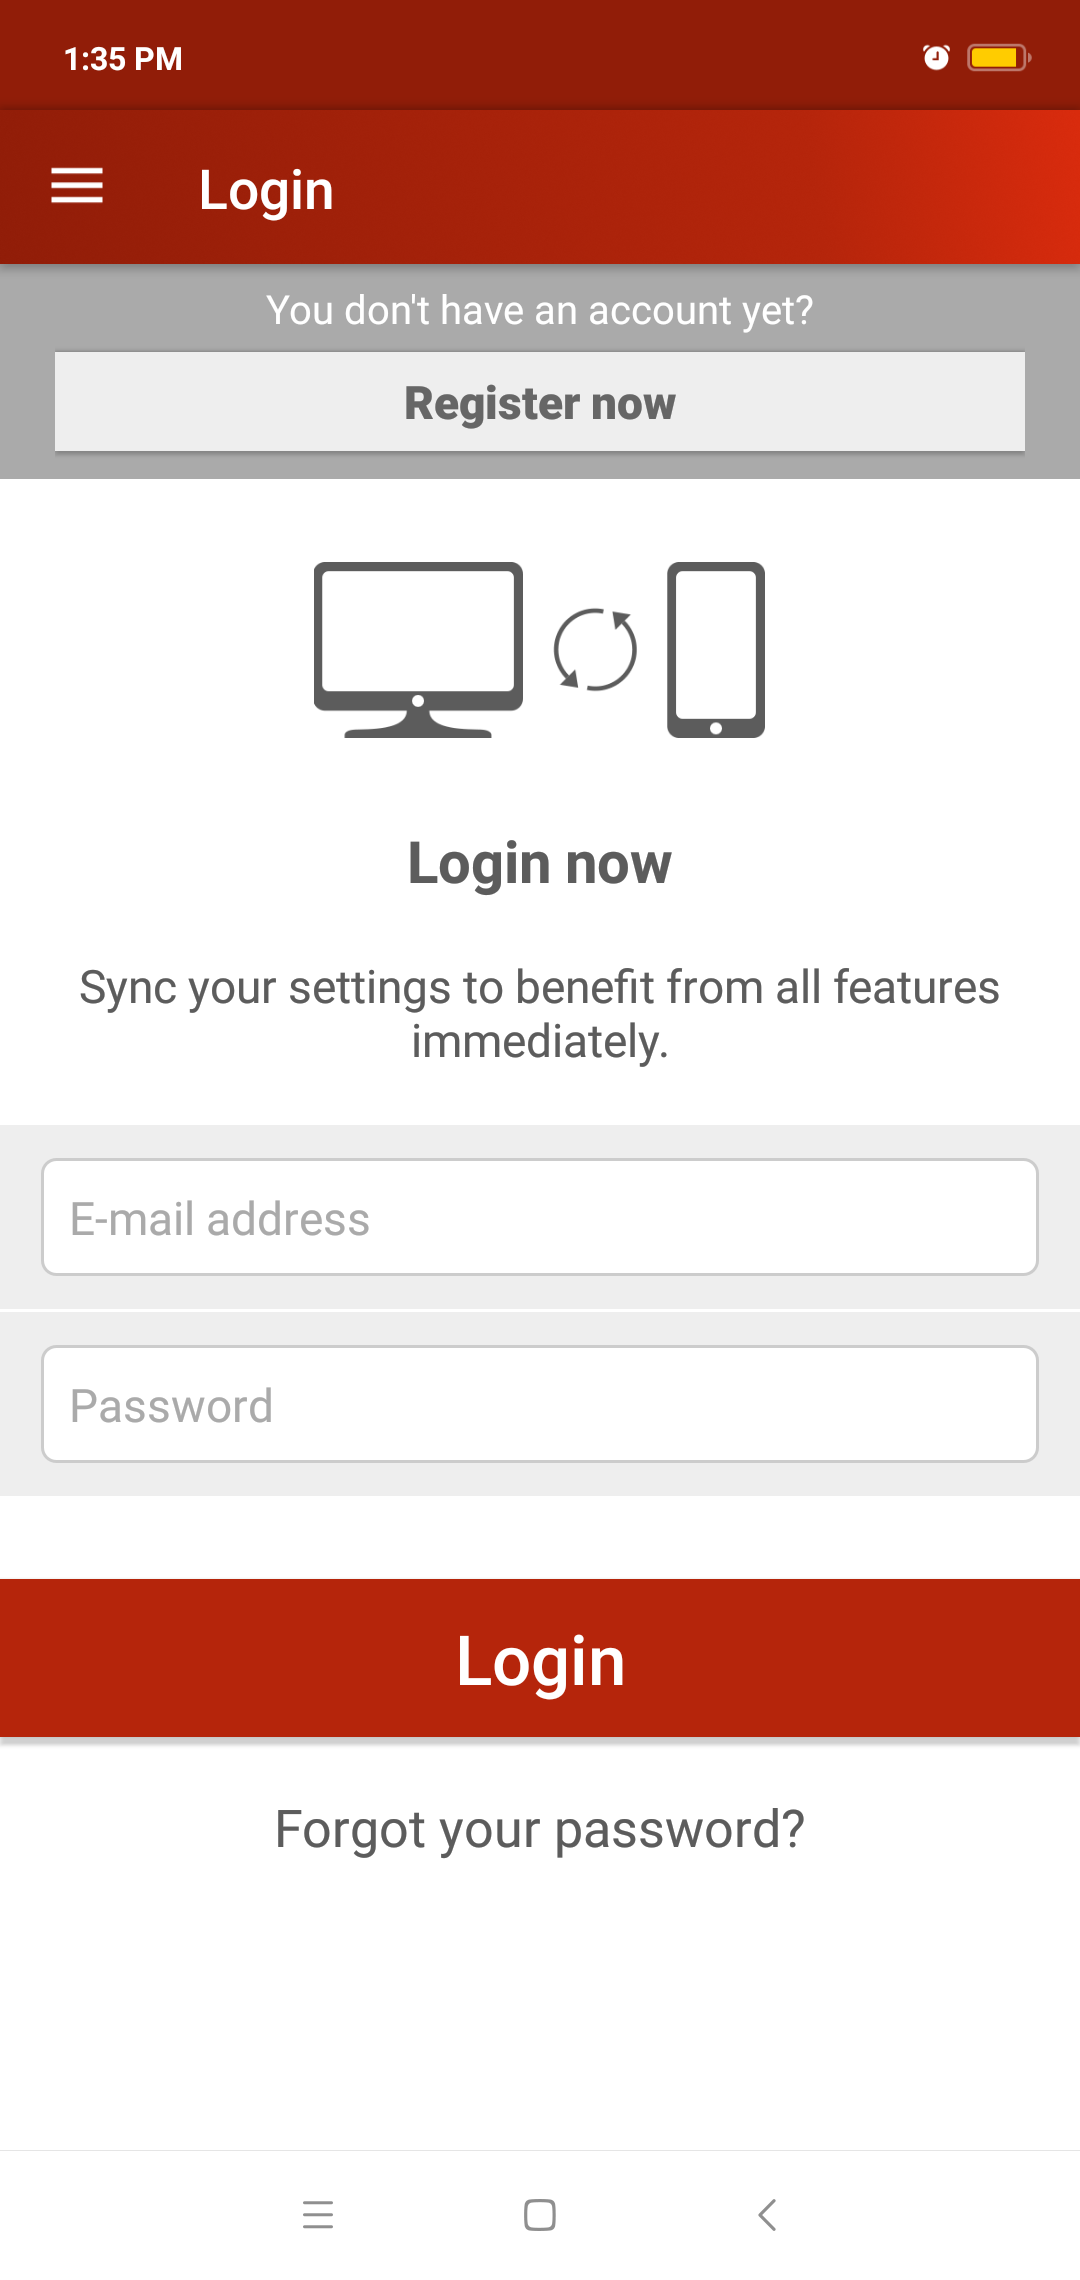 1:35 PM
Login
You don't have an account yet?
Register now
Login now
Sync your settings to benefit from all features
immediately.
E-mail address
Password
Login
Forgot your password?